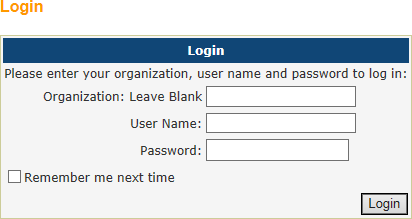 Login
Login
Please enter your organization, user name and password to log in:
Organization: Leave Blank
User Name:
Password:
Remember me next time
Login